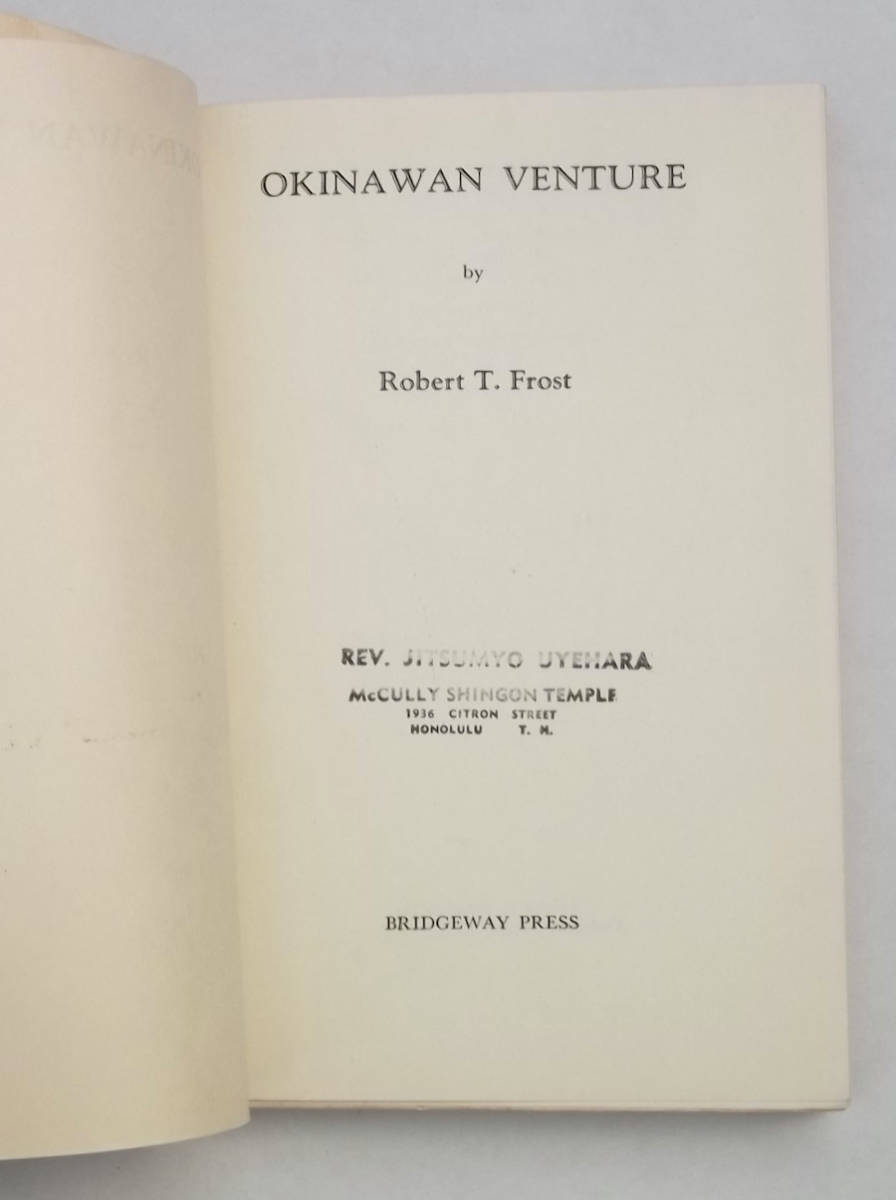 OKINAWAN VENTURE
by
Robert T. Frost
REV. JITSUMYO UYEHARA
McCULLY SHINGON TEMPLE
1936 CITRON STREET
HONOLULU T. H.
BRIDGEWAY PRESS